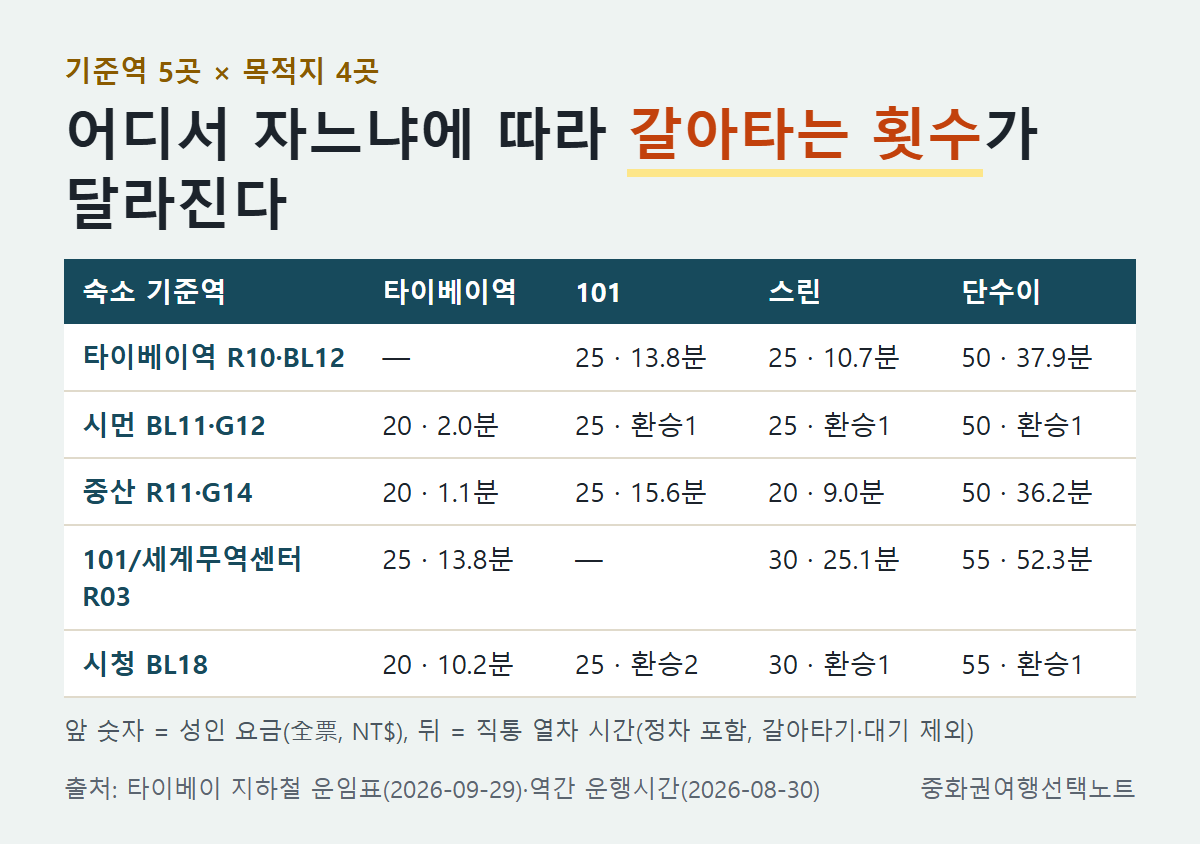 기준역 5곳 × 목적지 4곳
어디서 자느냐에 따라 갈아타는 횟수가
달라진다
숙소 기준역 타이베이역 101 스린 단수이
타이베이역 R10·BL12 — 25 · 13.8분 25 · 10.7분 50 · 37.9분
시먼 BL11·G12 20 · 2.0분 25 · 환승1 25 · 환승1 50 · 환승1
중산 R11·G14 20 · 1.1분 25 · 15.6분 20 · 9.0분 50 · 36.2분
101/세계무역센터 25 · 13.8분 — 30 · 25.1분 55 · 52.3분
R03
시청 BL18 20 · 10.2분 25 · 환승2 30 · 환승1 55 · 환승1
앞 숫자 = 성인 요금(全票, NT$), 뒤 = 직통 열차 시간(정차 포함, 갈아타기·대기 제외)
출처: 타이베이 지하철 운임표(2026-09-29)·역간 운행시간(2026-08-30) 중화권여행선택노트